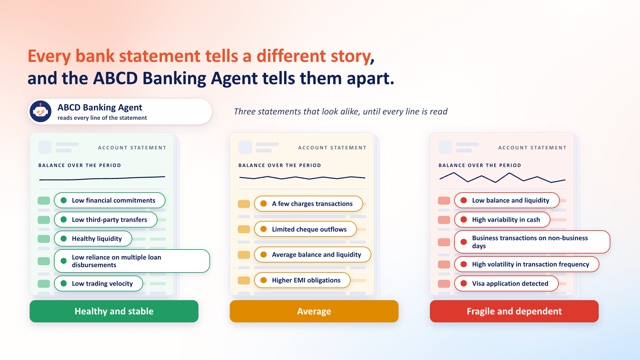 Every bank statement tells a different story,
and the ABCD Banking Agent tells them apart.
ABCD Banking Agent
reads every line of the statement
Three statements that look alike, until every line is read
ACCOUNT STATEMENT
BALANCE OVER THE PERIOD
Low financial commitments
Low third-party transfers
Healthy liquidity
Low reliance on multiple loan
disbursements
Low trading velocity
Healthy and stable
ACCOUNT STATEMENT
BALANCE OVER THE PERIOD
A few charges transactions
Limited cheque outflows
Average balance and liquidity
Higher EMI obligations
Average
ACCOUNT STATEMENT
BALANCE OVER THE PERIOD
Low balance and liquidity
High variability in cash
Business transactions on non-business
days
High volatility in transaction frequency
Visa application detected
Fragile and dependent